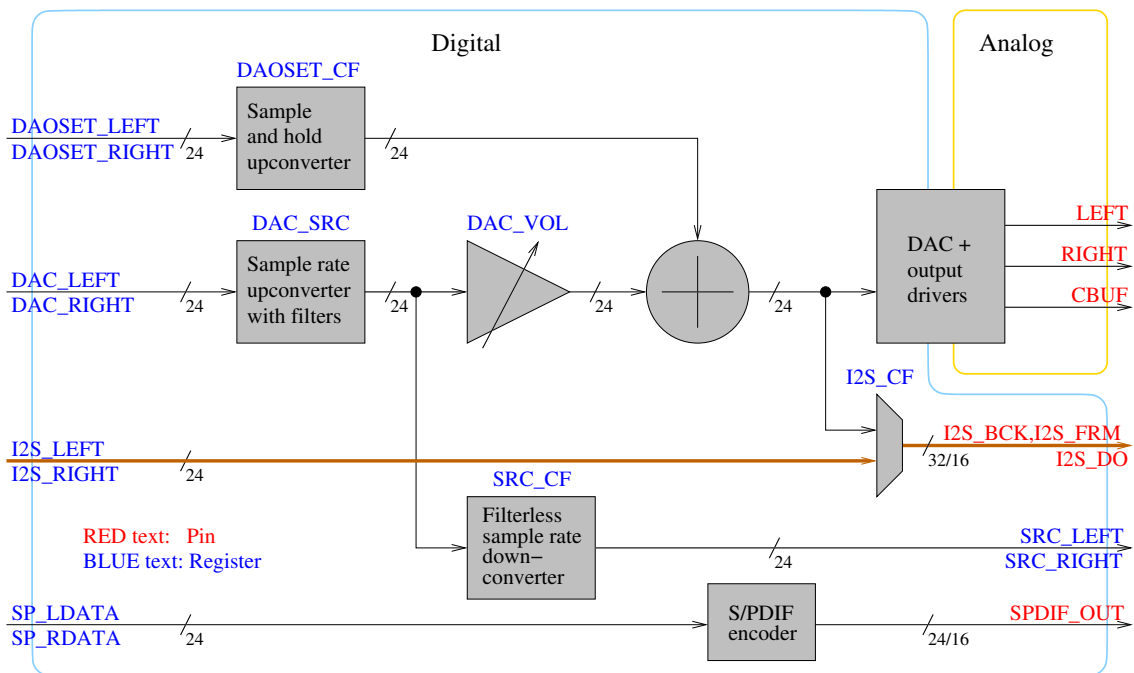 Digital
Analog
DAOSET_CF
DAOSET_LEFT
DAOSET_RIGHT
24
Sample
and hold
upconverter
24
DAC_SRC
DAC_VOL
DAC_LEFT
DAC_RIGHT
24
Sample rate
upconverter
with filters
24
24
24
DAC +
output
drivers
LEFT
RIGHT
CBUF
I2S_CF
I2S_LEFT
I2S_RIGHT
24
32/16
I2S_BCK,I2S_FRM
I2S_DO
SRC_CF
Filterless
sample rate
down−
converter
24
SRC_LEFT
SRC_RIGHT
RED text: Pin
BLUE text: Register
SP_LDATA
SP_RDATA
24
S/PDIF
encoder
24/16
SPDIF_OUT